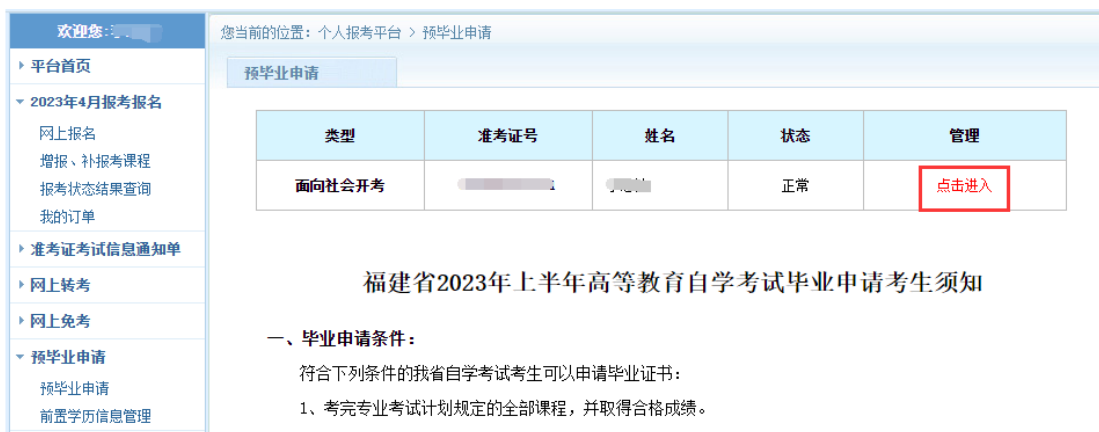 欢迎您:
平台首页
2023年4月报考报名
网上报名
增报、补报考课程
报考状态结果查询
我的订单
准考证考试信息通知单
网上转考
网上免考
预毕业申请
预毕业申请
前置学历信息管理
您当前的位置：个人报考平台 > 预毕业申请
预毕业申请
类型 准考证号 姓名 状态 管理
面向社会开考 正常 点击进入
福建省2023年上半年高等教育自学考试毕业申请考生须知
一、毕业申请条件：
符合下列条件的我省自学考试考生可以申请毕业证书：
1、考完专业考试计划规定的全部课程，并取得合格成绩。